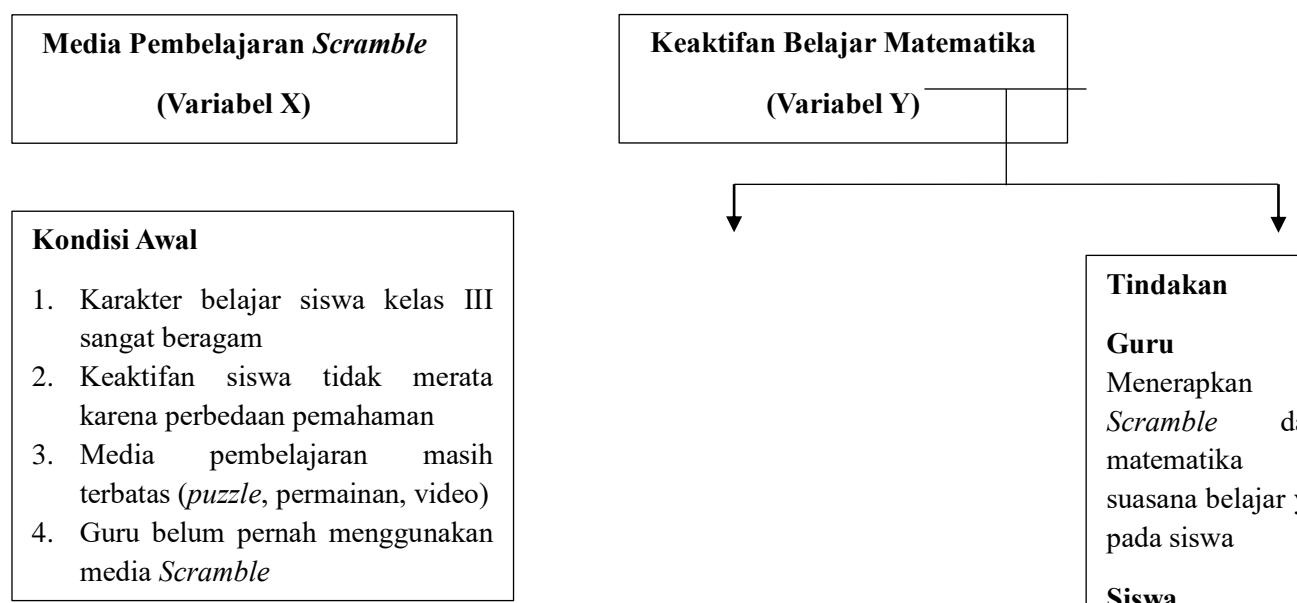 Media Pembelajaran Scramble
(Variabel X)
Keaktifan Belajar Matematika
(Variabel Y)
Kondisi Awal
1. Karakter belajar siswa kelas III
sangat beragam
2. Keaktifan siswa tidak merata
karena perbedaan pemahaman
3. Media pembelajaran masih
terbatas (puzzle, permainan, video)
4. Guru belum pernah menggunakan
media Scramble
Tindakan
Guru
Menerapkan
Scramble
matematika
suasana belajar
pada siswa
Siswa